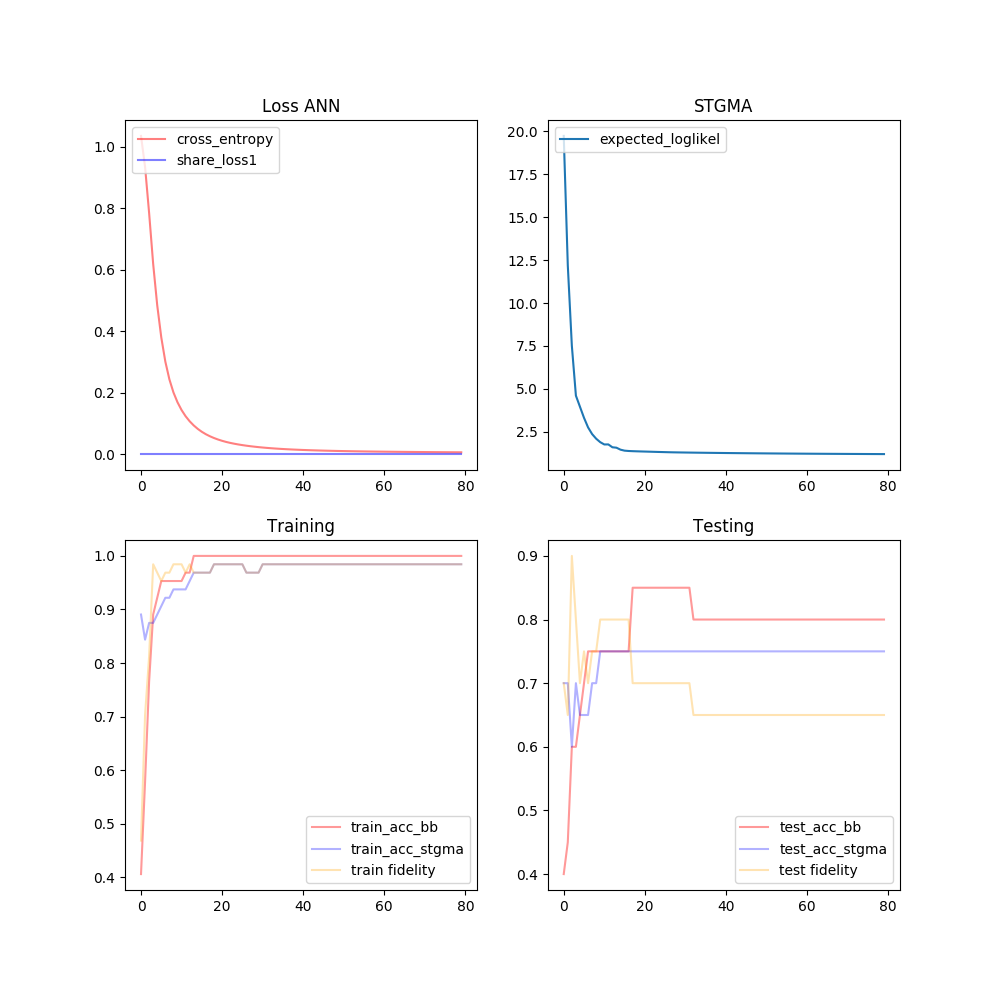 Loss ANN
cross_entropy
share_loss1
1.0
0.8
0.6
0.4
0.2
0.0
0 20 40 60 80
STGMA
expected_loglikel
20.0
17.5
15.0
12.5
10.0
7.5
5.0
2.5
0 20 40 60 80
Training
1.0
0.9
0.8
0.7
0.6
0.5
0.4
train_acc_bb
train_acc_stgma
train fidelity
0 20 40 60 80
Testing
0.9
0.8
0.7
0.6
0.5
0.4
test_acc_bb
test_acc_stgma
test fidelity
0 20 40 60 80